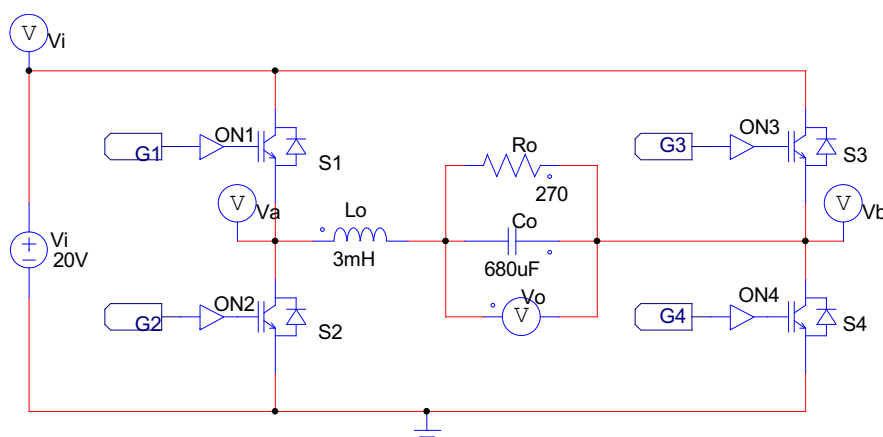 V
Vi
G1
ON1
S1
G3
ON3
S3
Ro
270
V
Va
Lo
3mH
Co
680uF
V
Vb
Vi
20V
G2
ON2
S2
Vo
V
G4
ON4
S4